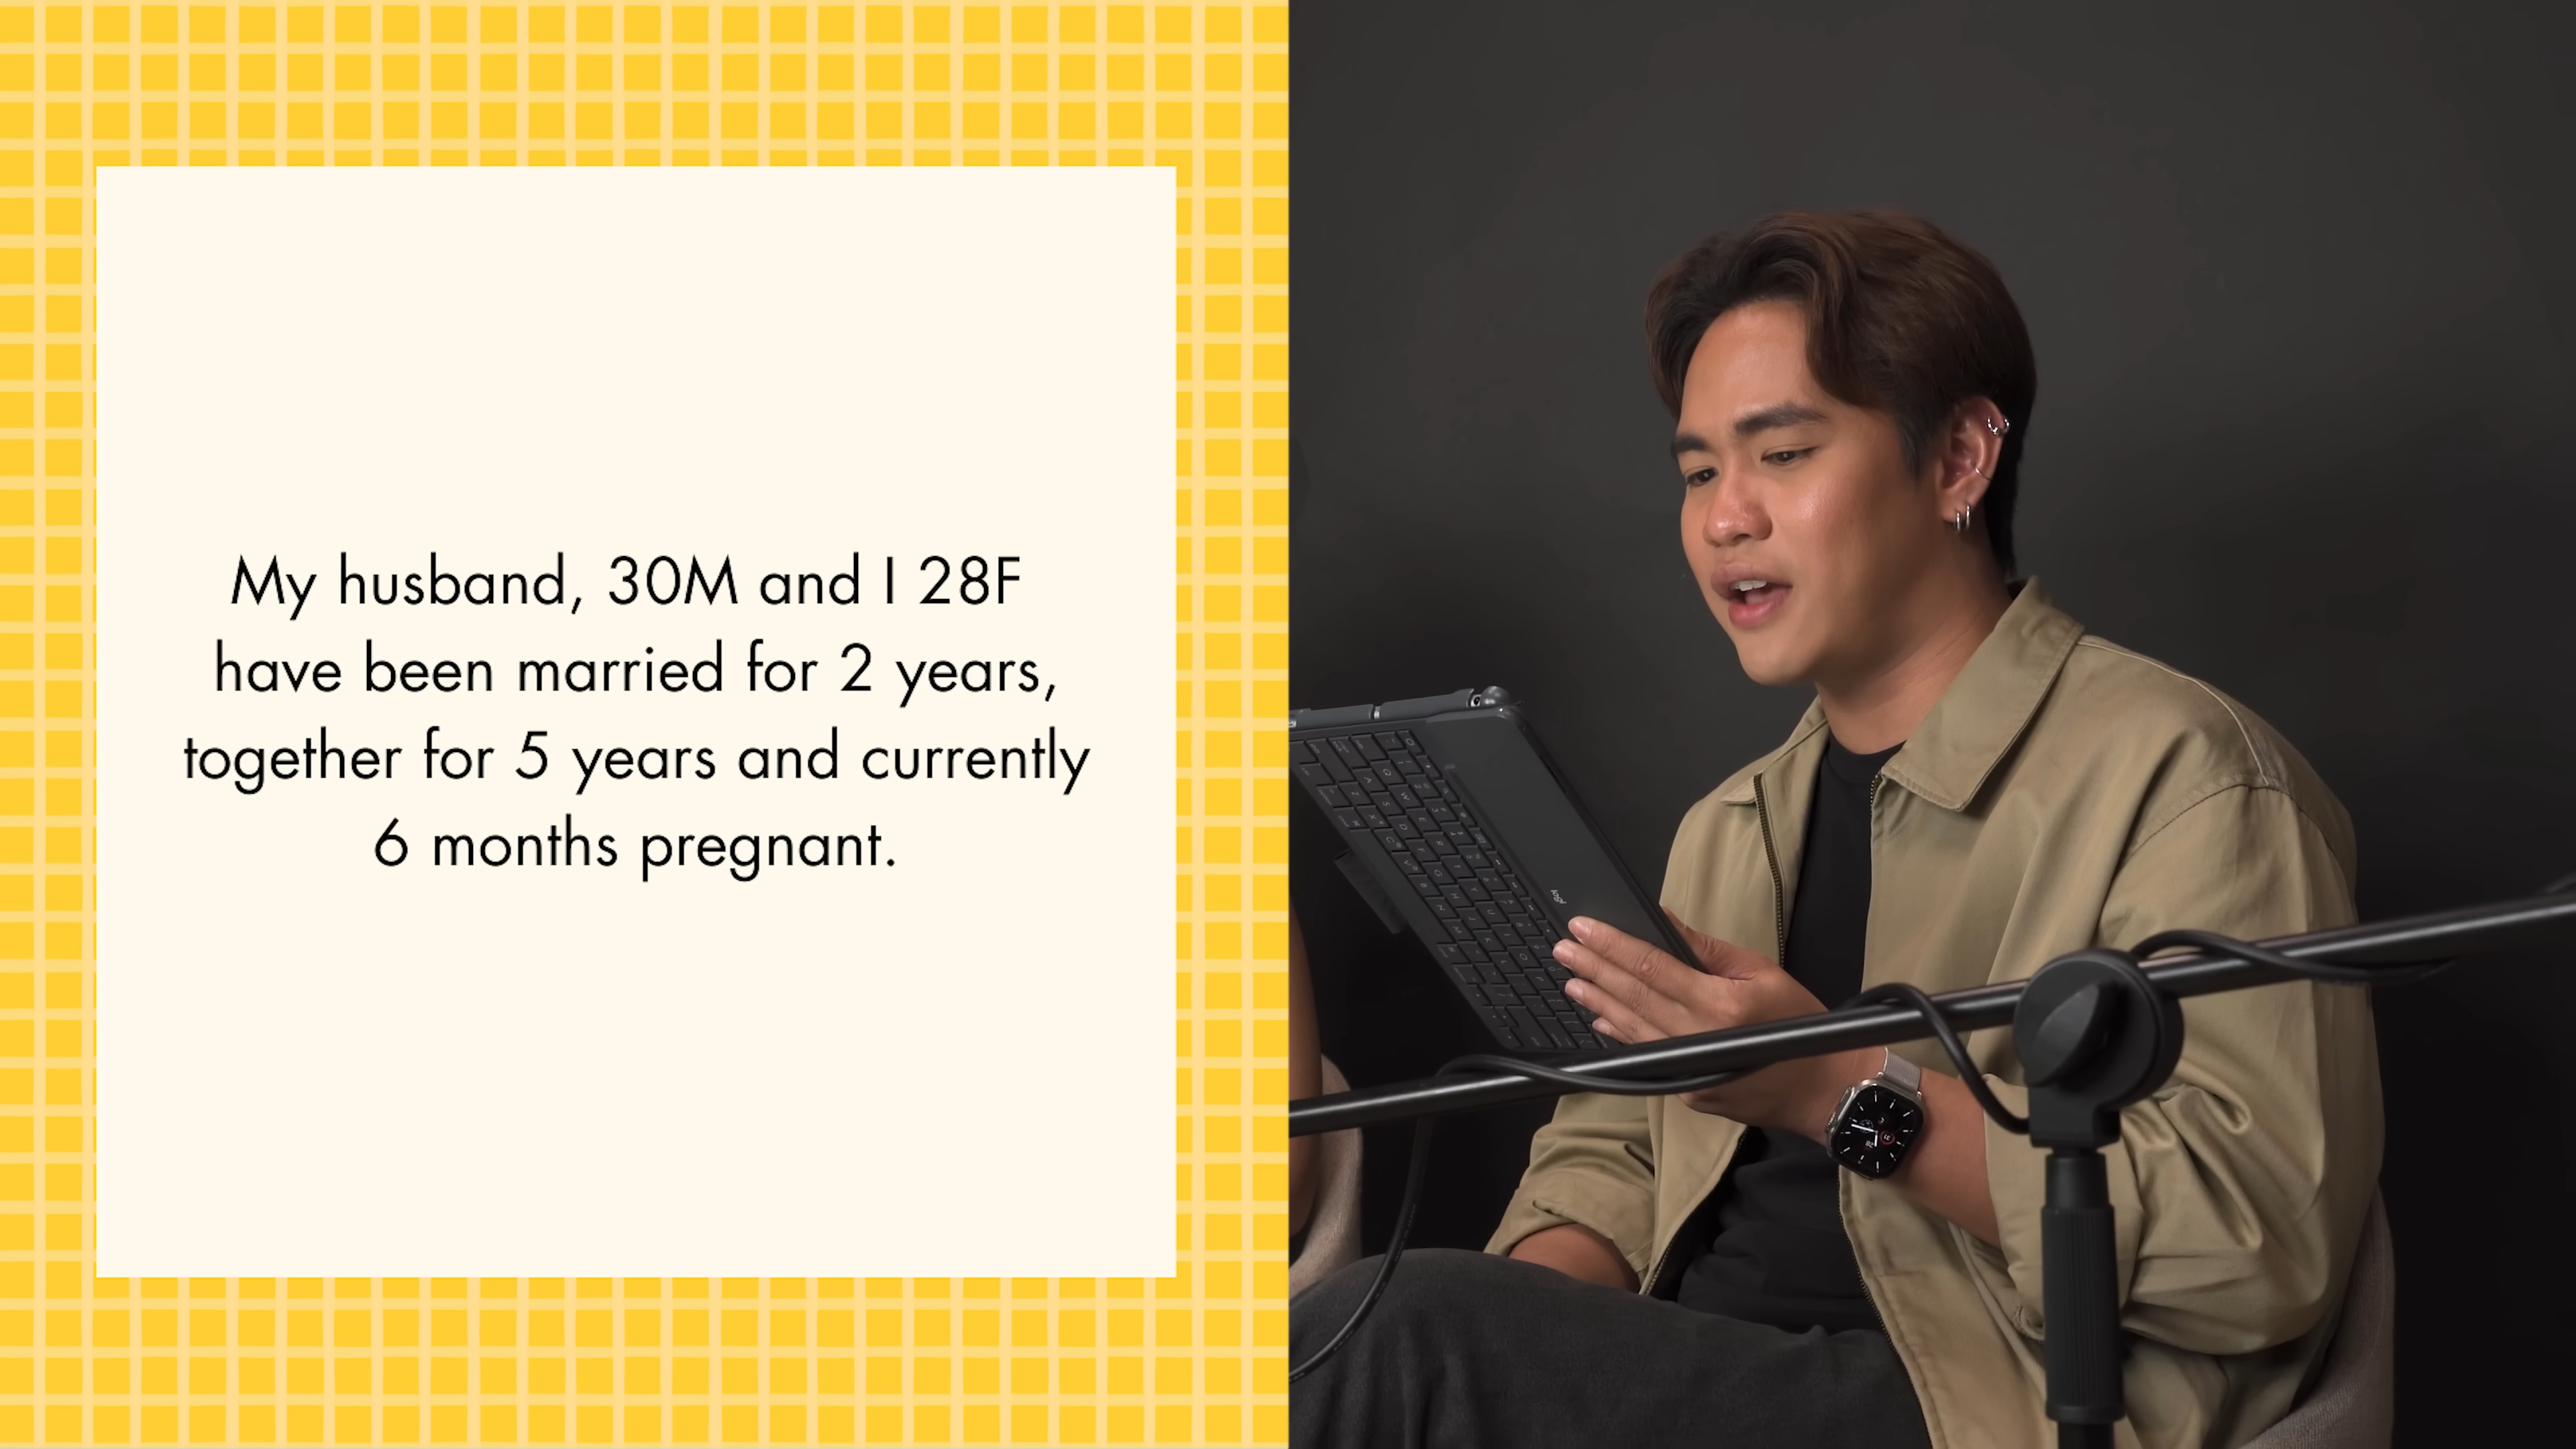 My husband, 30M and I 28F
have been married for 2 years,
together for 5 years and currently
6 months pregnant.
logi